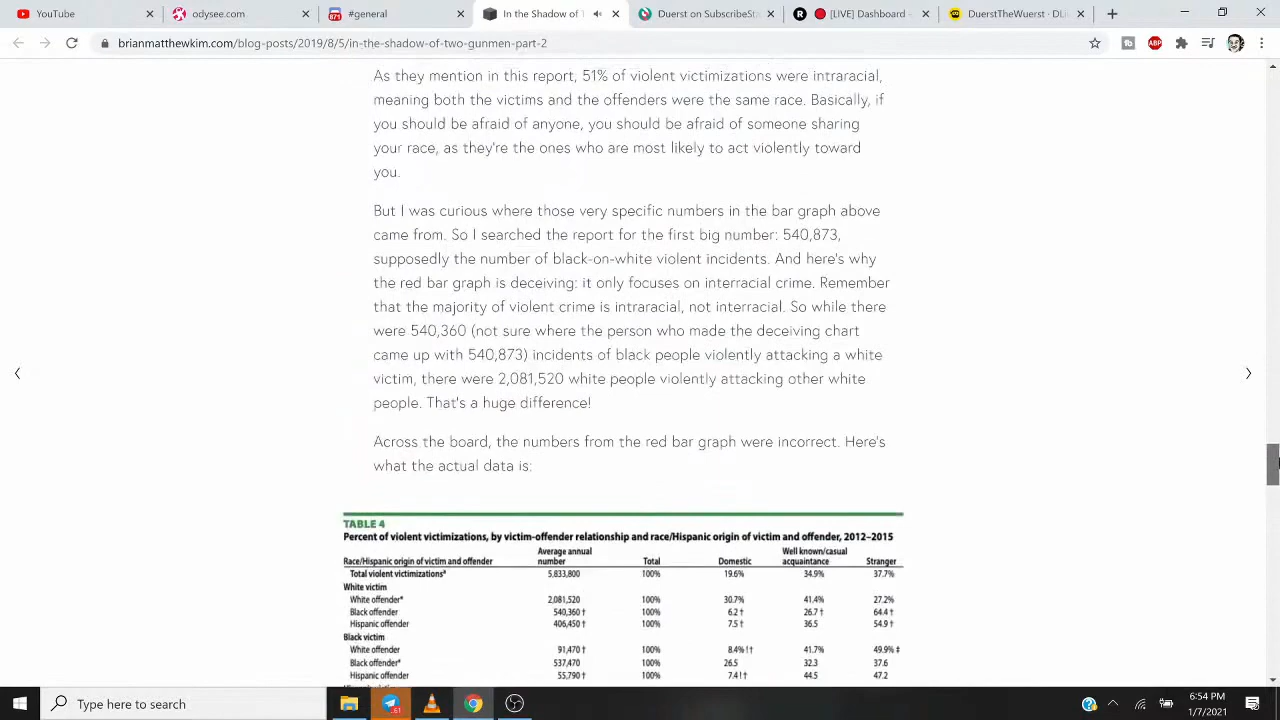 YouTube
odysee.com
#general
In the Shadow of
Duerst on SubscribeSt
[LIVE] Dashboard -
DuerstTheWuerst - DLi
brianmatthewkim.com/blog-posts/2019/8/5/in-the-shadow-of-two-gunmen-part-2
As they mention in this report, 51% of violent victimizations were intraracial,
meaning both the victims and the offenders were the same race. Basically, if
you should be afraid of anyone, you should be afraid of someone sharing
your race, as they're the ones who are most likely to act violently toward
you.
But I was curious where those very specific numbers in the bar graph above
came from. So I searched the report for the first big number: 540,873,
supposedly the number of black-on-white violent incidents. And here's why
the red bar graph is deceiving: it only focuses on interracial crime. Remember
that the majority of violent crime is intraracial, not interracial. So while there
were 540,360 (not sure where the person who made the deceiving chart
came up with 540,873) incidents of black people violently attacking a white
victim, there were 2,081,520 white people violently attacking other white
people. That's a huge difference!
Across the board, the numbers from the red bar graph were incorrect. Here's
what the actual data is:
TABLE 4
Percent of violent victimizations, by victim-offender relationship and race/Hispanic origin of victim and offender, 2012–2015
Race/Hispanic origin of victim and offender Average annual number Total Domestic Well known/casual acquaintance Stranger
Total violent victimizationsᵃ 5,833,800 100% 19.6% 34.9% 37.7%
White victim
White offender* 2,081,520 100% 30.7% 41.4% 27.2%
Black offender 540,360 † 100% 6.2 † 26.7 † 64.4 †
Hispanic offender 406,450 † 100% 7.5 † 36.5 54.9 †
Black victim
White offender 91,470 † 100% 8.4% !† 41.7% 49.9% ‡
Black offender* 537,470 100% 26.5 32.3 37.6
Hispanic offender 55,790 † 100% 7.4 !† 44.5 47.2
Type here to search
6:54 PM
1/7/2021